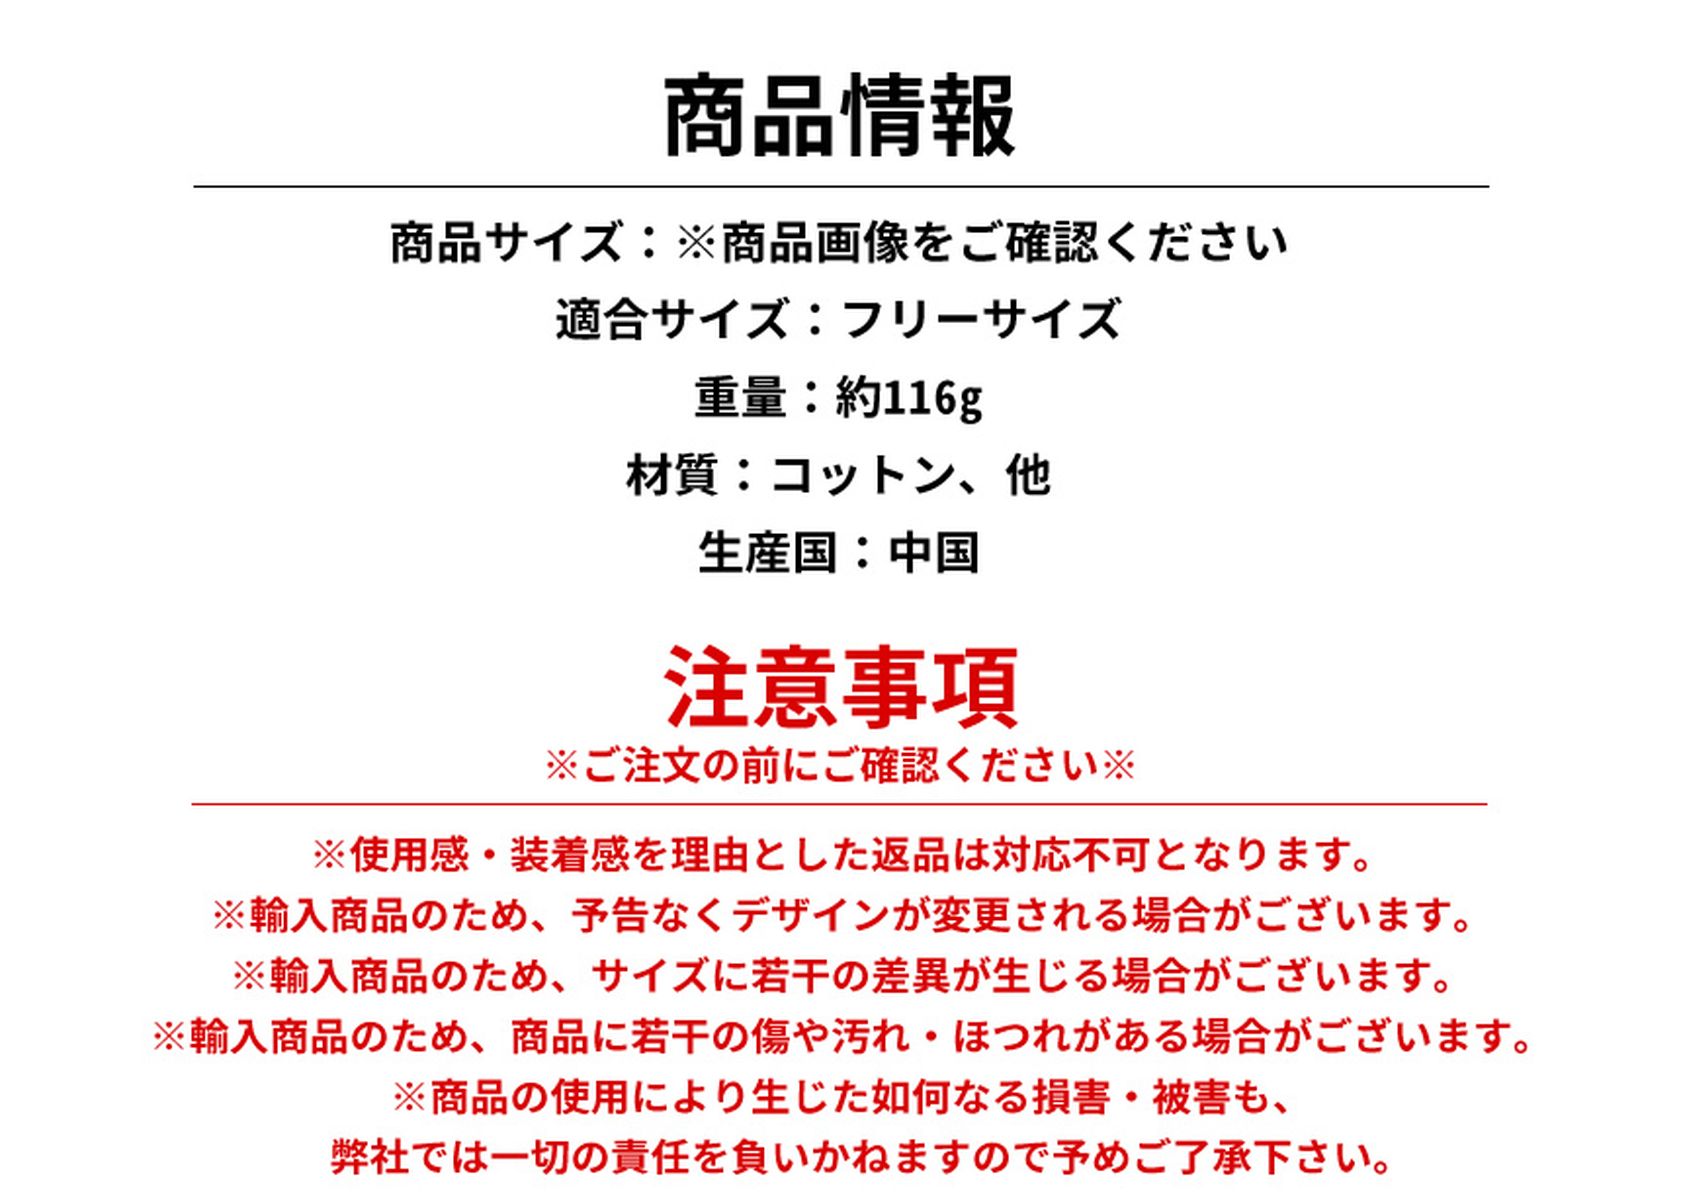 商品情報
商品サイズ：※商品画像をご確認ください
適合サイズ：フリーサイズ
重量：約116g
材質：コットン、他
生産国：中国
注意事項
※ご注文の前にご確認ください※
※使用感・装着感を理由とした返品は対応不可となります。
※輸入商品のため、予告なくデザインが変更される場合がございます。
※輸入商品のため、サイズに若干の差異が生じる場合がございます。
※輸入商品のため、商品に若干の傷や汚れ・ほつれがある場合がございます。
※商品の使用により生じた如何なる損害・被害も、
弊社では一切の責任を負いかねますので予めご了承下さい。